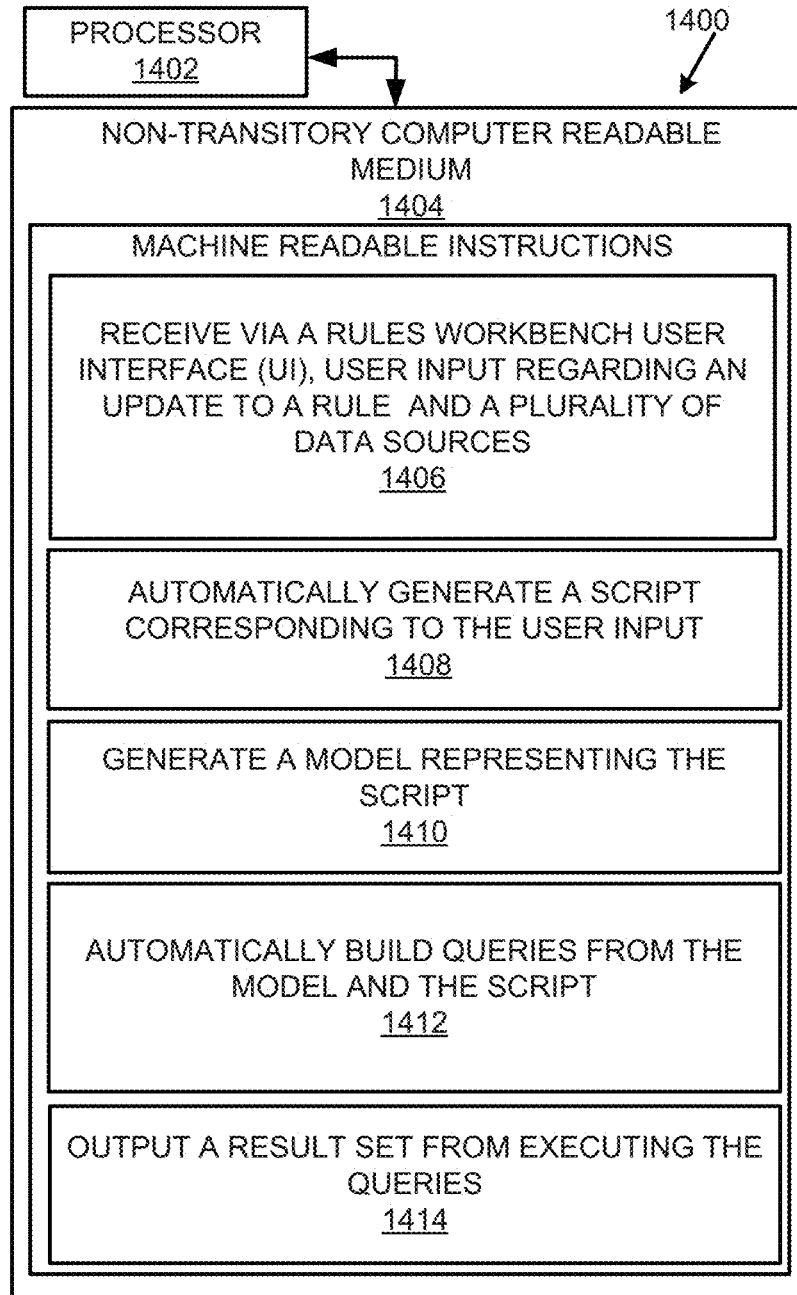 PROCESSOR
1402
1400
NON-TRANSITORY COMPUTER READABLE
MEDIUM
1404
MACHINE READABLE INSTRUCTIONS
RECEIVE VIA A RULES WORKBENCH USER
INTERFACE (UI), USER INPUT REGARDING AN
UPDATE TO A RULE AND A PLURALITY OF
DATA SOURCES
1406
AUTOMATICALLY GENERATE A SCRIPT
CORRESPONDING TO THE USER INPUT
1408
GENERATE A MODEL REPRESENTING THE
SCRIPT
1410
AUTOMATICALLY BUILD QUERIES FROM THE
MODEL AND THE SCRIPT
1412
OUTPUT A RESULT SET FROM EXECUTING THE
QUERIES
1414